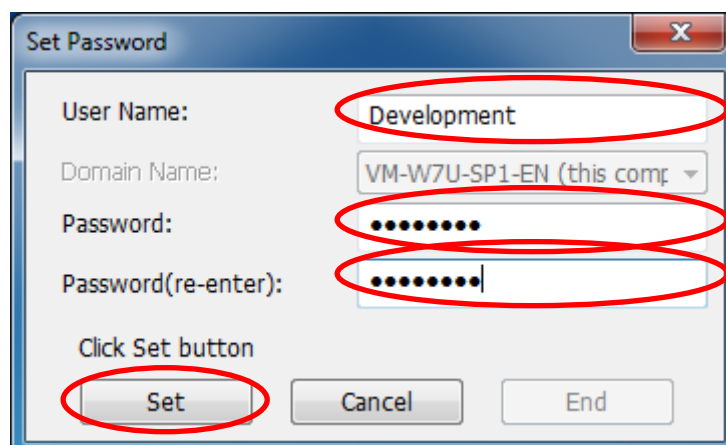 Set Password
User Name: Development
Domain Name: VM-W7U-SP1-EN (this comp
Password: ●●●●●●●●
Password(re-enter): ●●●●●●●●
Click Set button
Set Cancel End